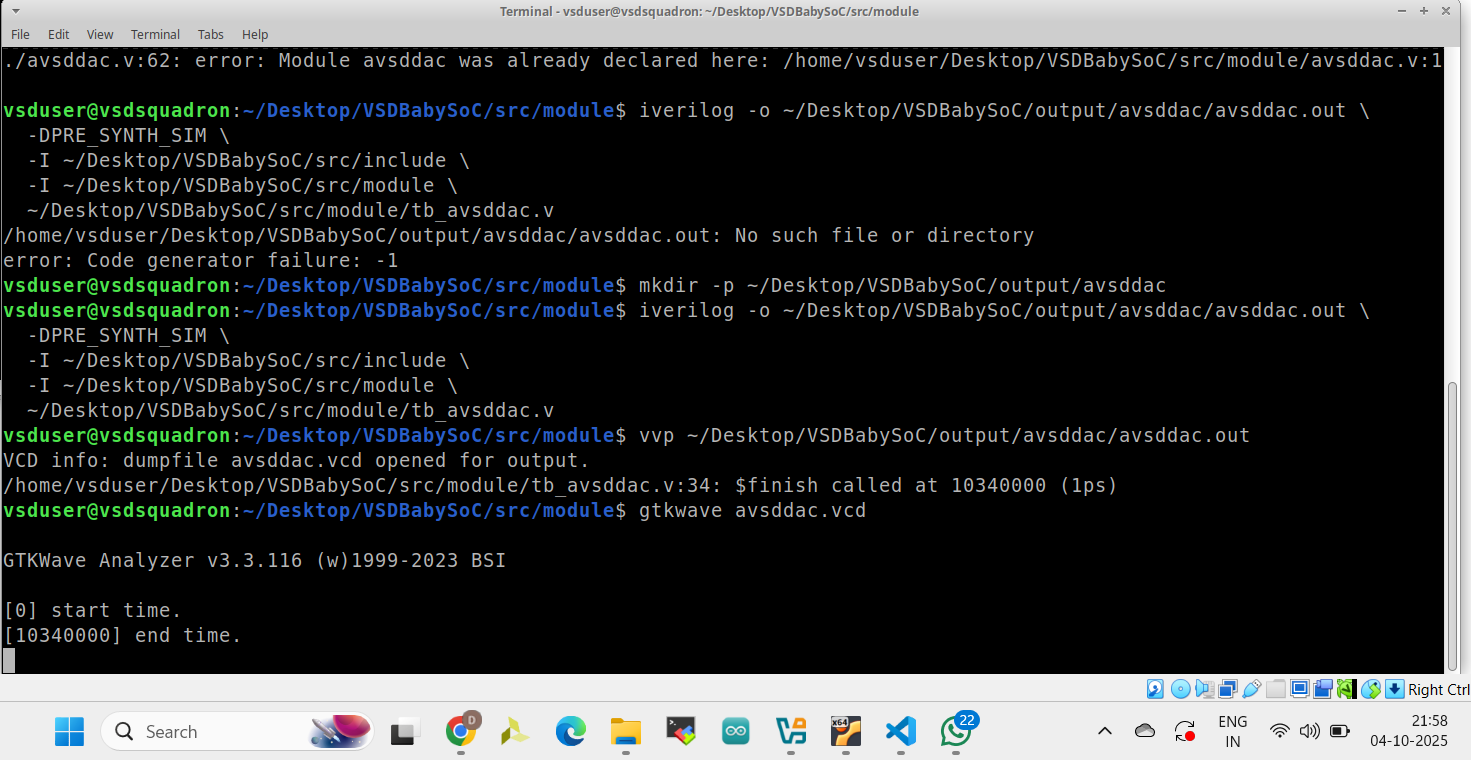 Terminal - vsduser@vsdsquadron: ~/Desktop/VSDBabySoC/src/module
File Edit View Terminal Tabs Help
./avsddac.v:62: error: Module avsddac was already declared here: /home/vsduser/Desktop/VSDBabySoC/src/module/avsddac.v:1
vsduser@vsdsquadron:~/Desktop/VSDBabySoC/src/module$ iverilog -o ~/Desktop/VSDBabySoC/output/avsddac/avsddac.out \
-DPRE_SYNTH_SIM \
-I ~/Desktop/VSDBabySoC/src/include \
-I ~/Desktop/VSDBabySoC/src/module \
~/Desktop/VSDBabySoC/src/module/tb_avsddac.v
/home/vsduser/Desktop/VSDBabySoC/output/avsddac/avsddac.out: No such file or directory
error: Code generator failure: -1
vsduser@vsdsquadron:~/Desktop/VSDBabySoC/src/module$ mkdir -p ~/Desktop/VSDBabySoC/output/avsddac
vsduser@vsdsquadron:~/Desktop/VSDBabySoC/src/module$ iverilog -o ~/Desktop/VSDBabySoC/output/avsddac/avsddac.out \
-DPRE_SYNTH_SIM \
-I ~/Desktop/VSDBabySoC/src/include \
-I ~/Desktop/VSDBabySoC/src/module \
~/Desktop/VSDBabySoC/src/module/tb_avsddac.v
vsduser@vsdsquadron:~/Desktop/VSDBabySoC/src/module$ vvp ~/Desktop/VSDBabySoC/output/avsddac/avsddac.out
VCD info: dumpfile avsddac.vcd opened for output.
/home/vsduser/Desktop/VSDBabySoC/src/module/tb_avsddac.v:34: $finish called at 10340000 (1ps)
vsduser@vsdsquadron:~/Desktop/VSDBabySoC/src/module$ gtkwave avsddac.vcd
GTKWave Analyzer v3.3.116 (w)1999-2023 BSI
[0] start time.
[10340000] end time.
Right Ctrl
Search
D
x64
22
ENG
IN
21:58
04-10-2025